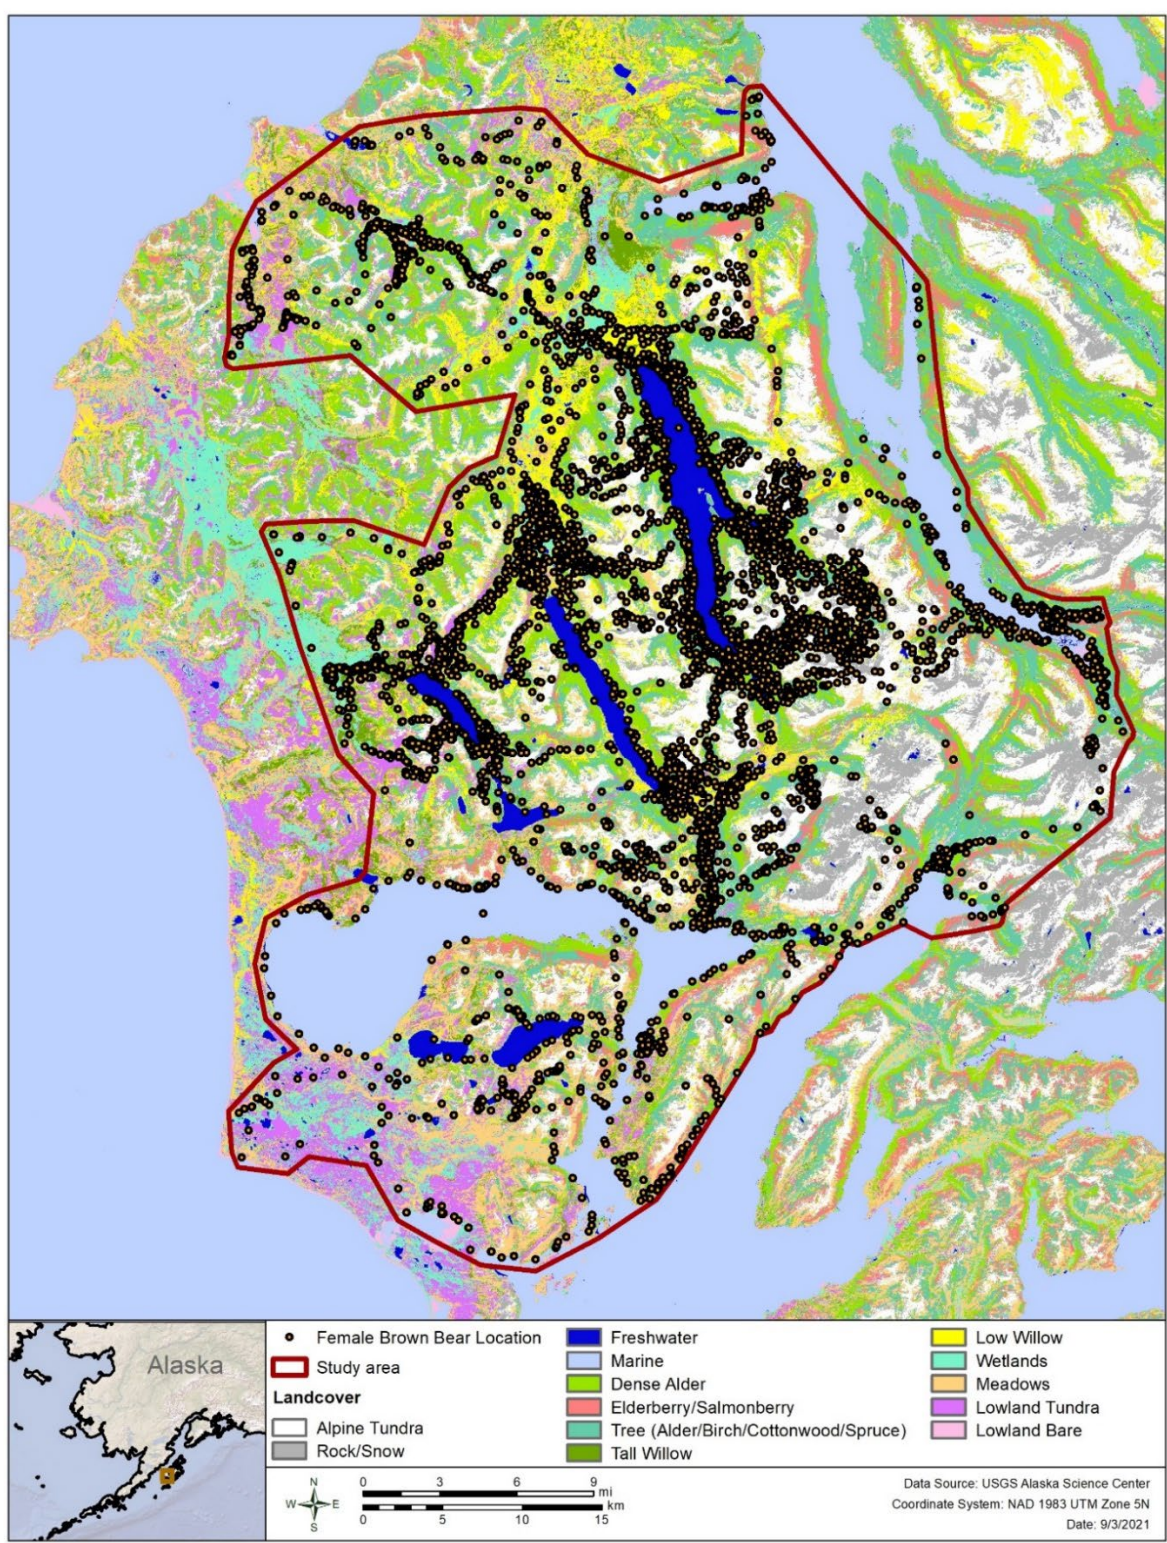 Alaska
Female Brown Bear Location
Study area
Landcover
Alpine Tundra
Rock/Snow
Freshwater
Marine
Dense Alder
Elderberry/Salmonberry
Tree (Alder/Birch/Cottonwood/Spruce)
Tall Willow
Low Willow
Wetlands
Meadows
Lowland Tundra
Lowland Bare
N
W E
S
0 3 6 9
mi
km
0 5 10 15
Data Source: USGS Alaska Science Center
Coordinate System: NAD 1983 UTM Zone 5N
Date: 9/3/2021